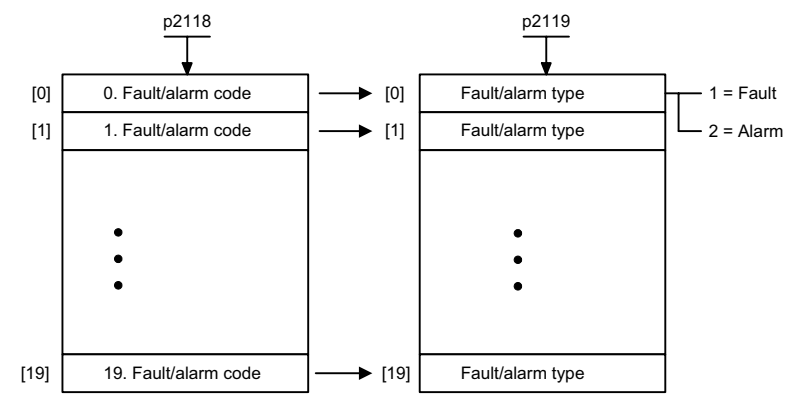 p2118 p2119
[0] 0. Fault/alarm code [0] Fault/alarm type 1 = Fault
[1] 1. Fault/alarm code [1] Fault/alarm type 2 = Alarm
[19] 19. Fault/alarm code [19] Fault/alarm type